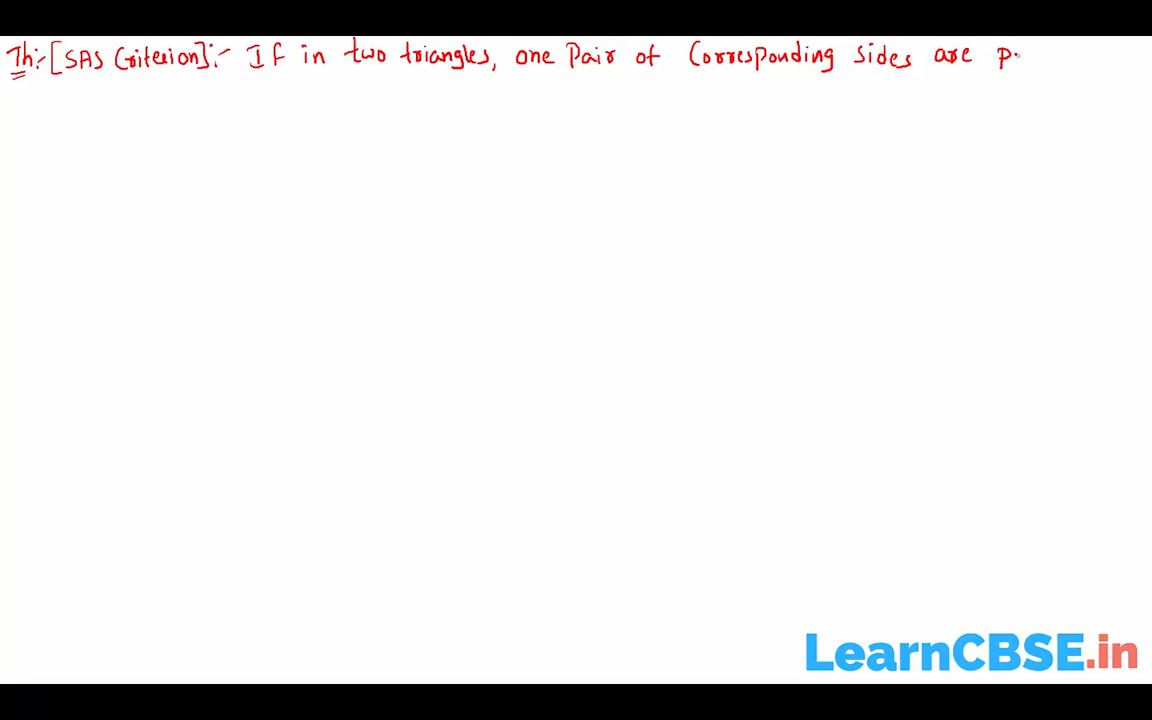 Th:- [SAS Criterion]:- If in two triangles, one Pair of Corresponding sides are p
LearnCBSE.in